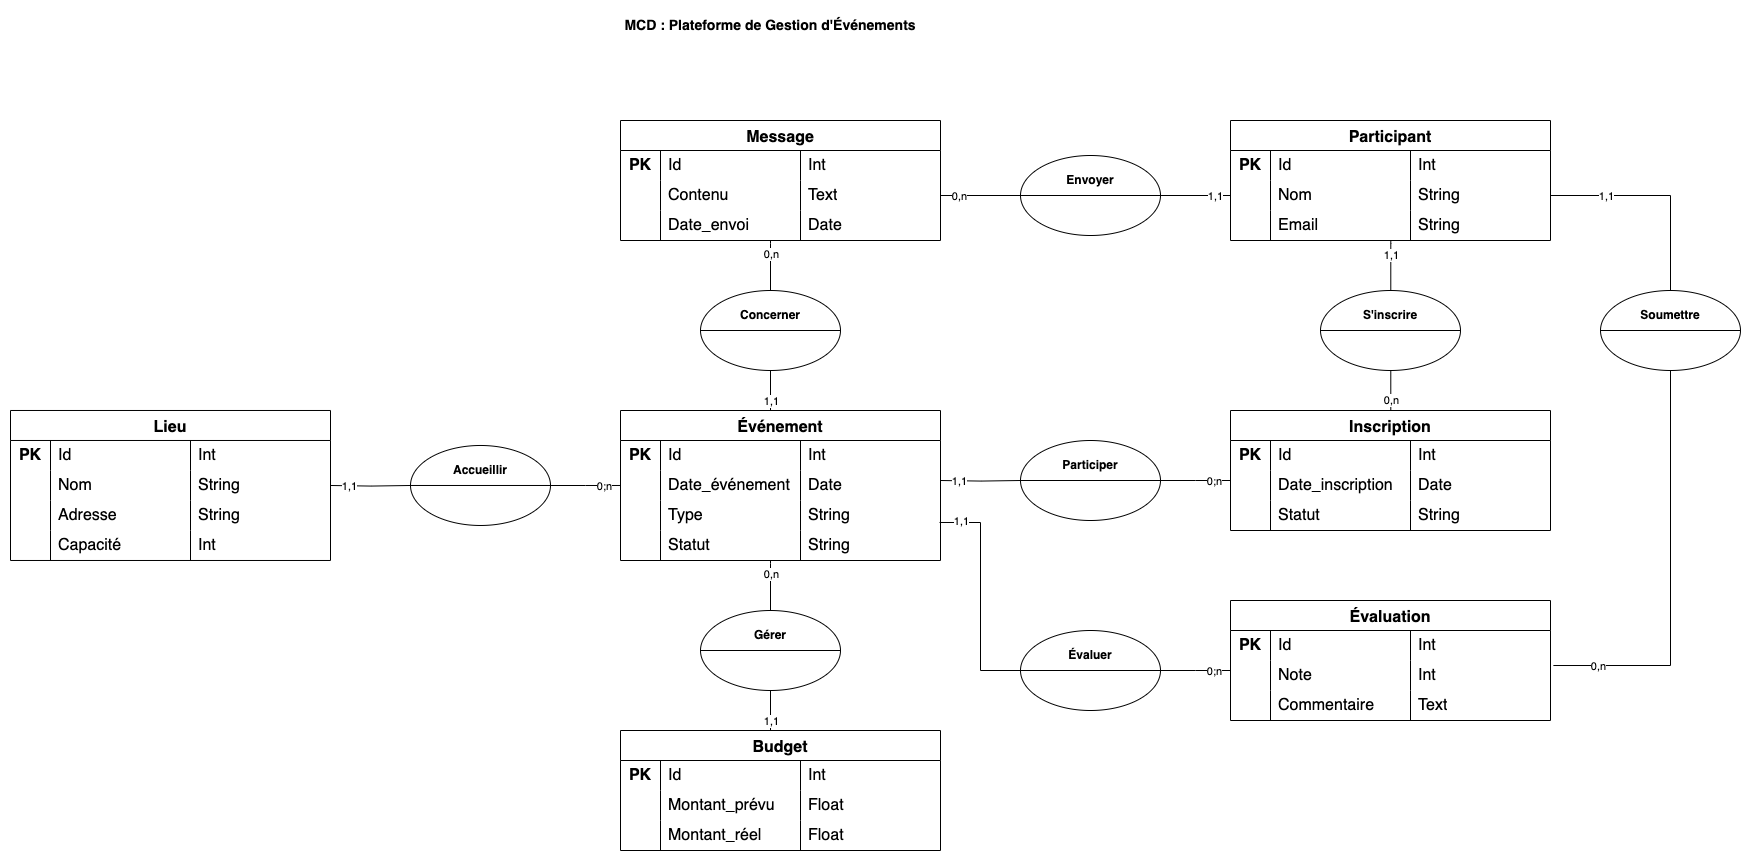 MCD : Plateforme de Gestion d'Événements
Message
PK Id Int
Contenu Text
Date_envoi Date
0,n
Envoyer
1,1
Participant
PK Id Int
Nom String
Email String
1,1
0,n
Concerner
1,1
1,1
S'inscrire
0,n
Soumettre
Lieu
PK Id Int
Nom String
Adresse String
Capacité Int
1,1
Accueillir
0;n
Événement
PK Id Int
Date_événement Date
Type String
Statut String
1,1
Participer
0;n
Inscription
PK Id Int
Date_inscription Date
Statut String
1,1
0,n
Gérer
1,1
Évaluer
0;n
Évaluation
PK Id Int
Note Int
Commentaire Text
0,n
Budget
PK Id Int
Montant_prévu Float
Montant_réel Float